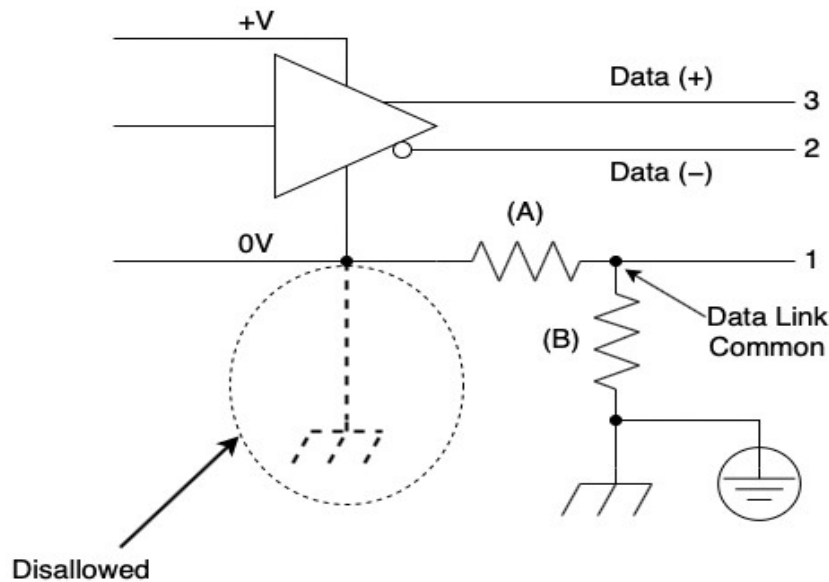 +V
Data (+)
3
2
Data (–)
(A)
0V
1
(B)
Data Link
Common
Disallowed